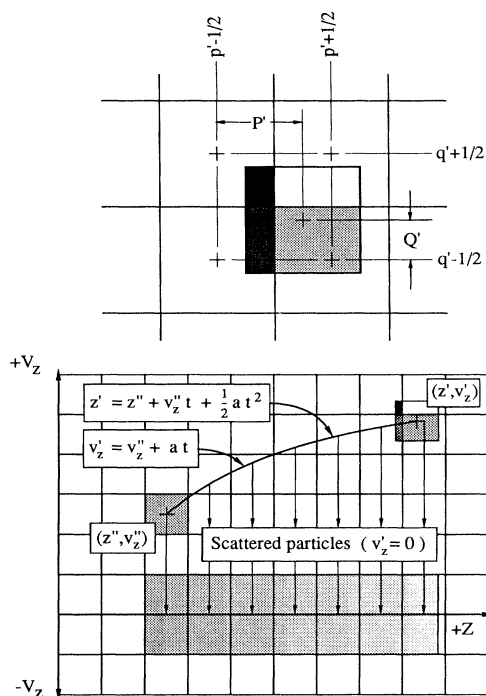 p'-1/2
p'+1/2
P'
q'+1/2
Q'
q'-1/2
+V_z
z' = z'' + v_z'' t + 1/2 a t²
(z',v_z')
v_z' = v_z'' + a t
(z'',v_z'')
Scattered particles ( v_z' = 0 )
+Z
-V_z